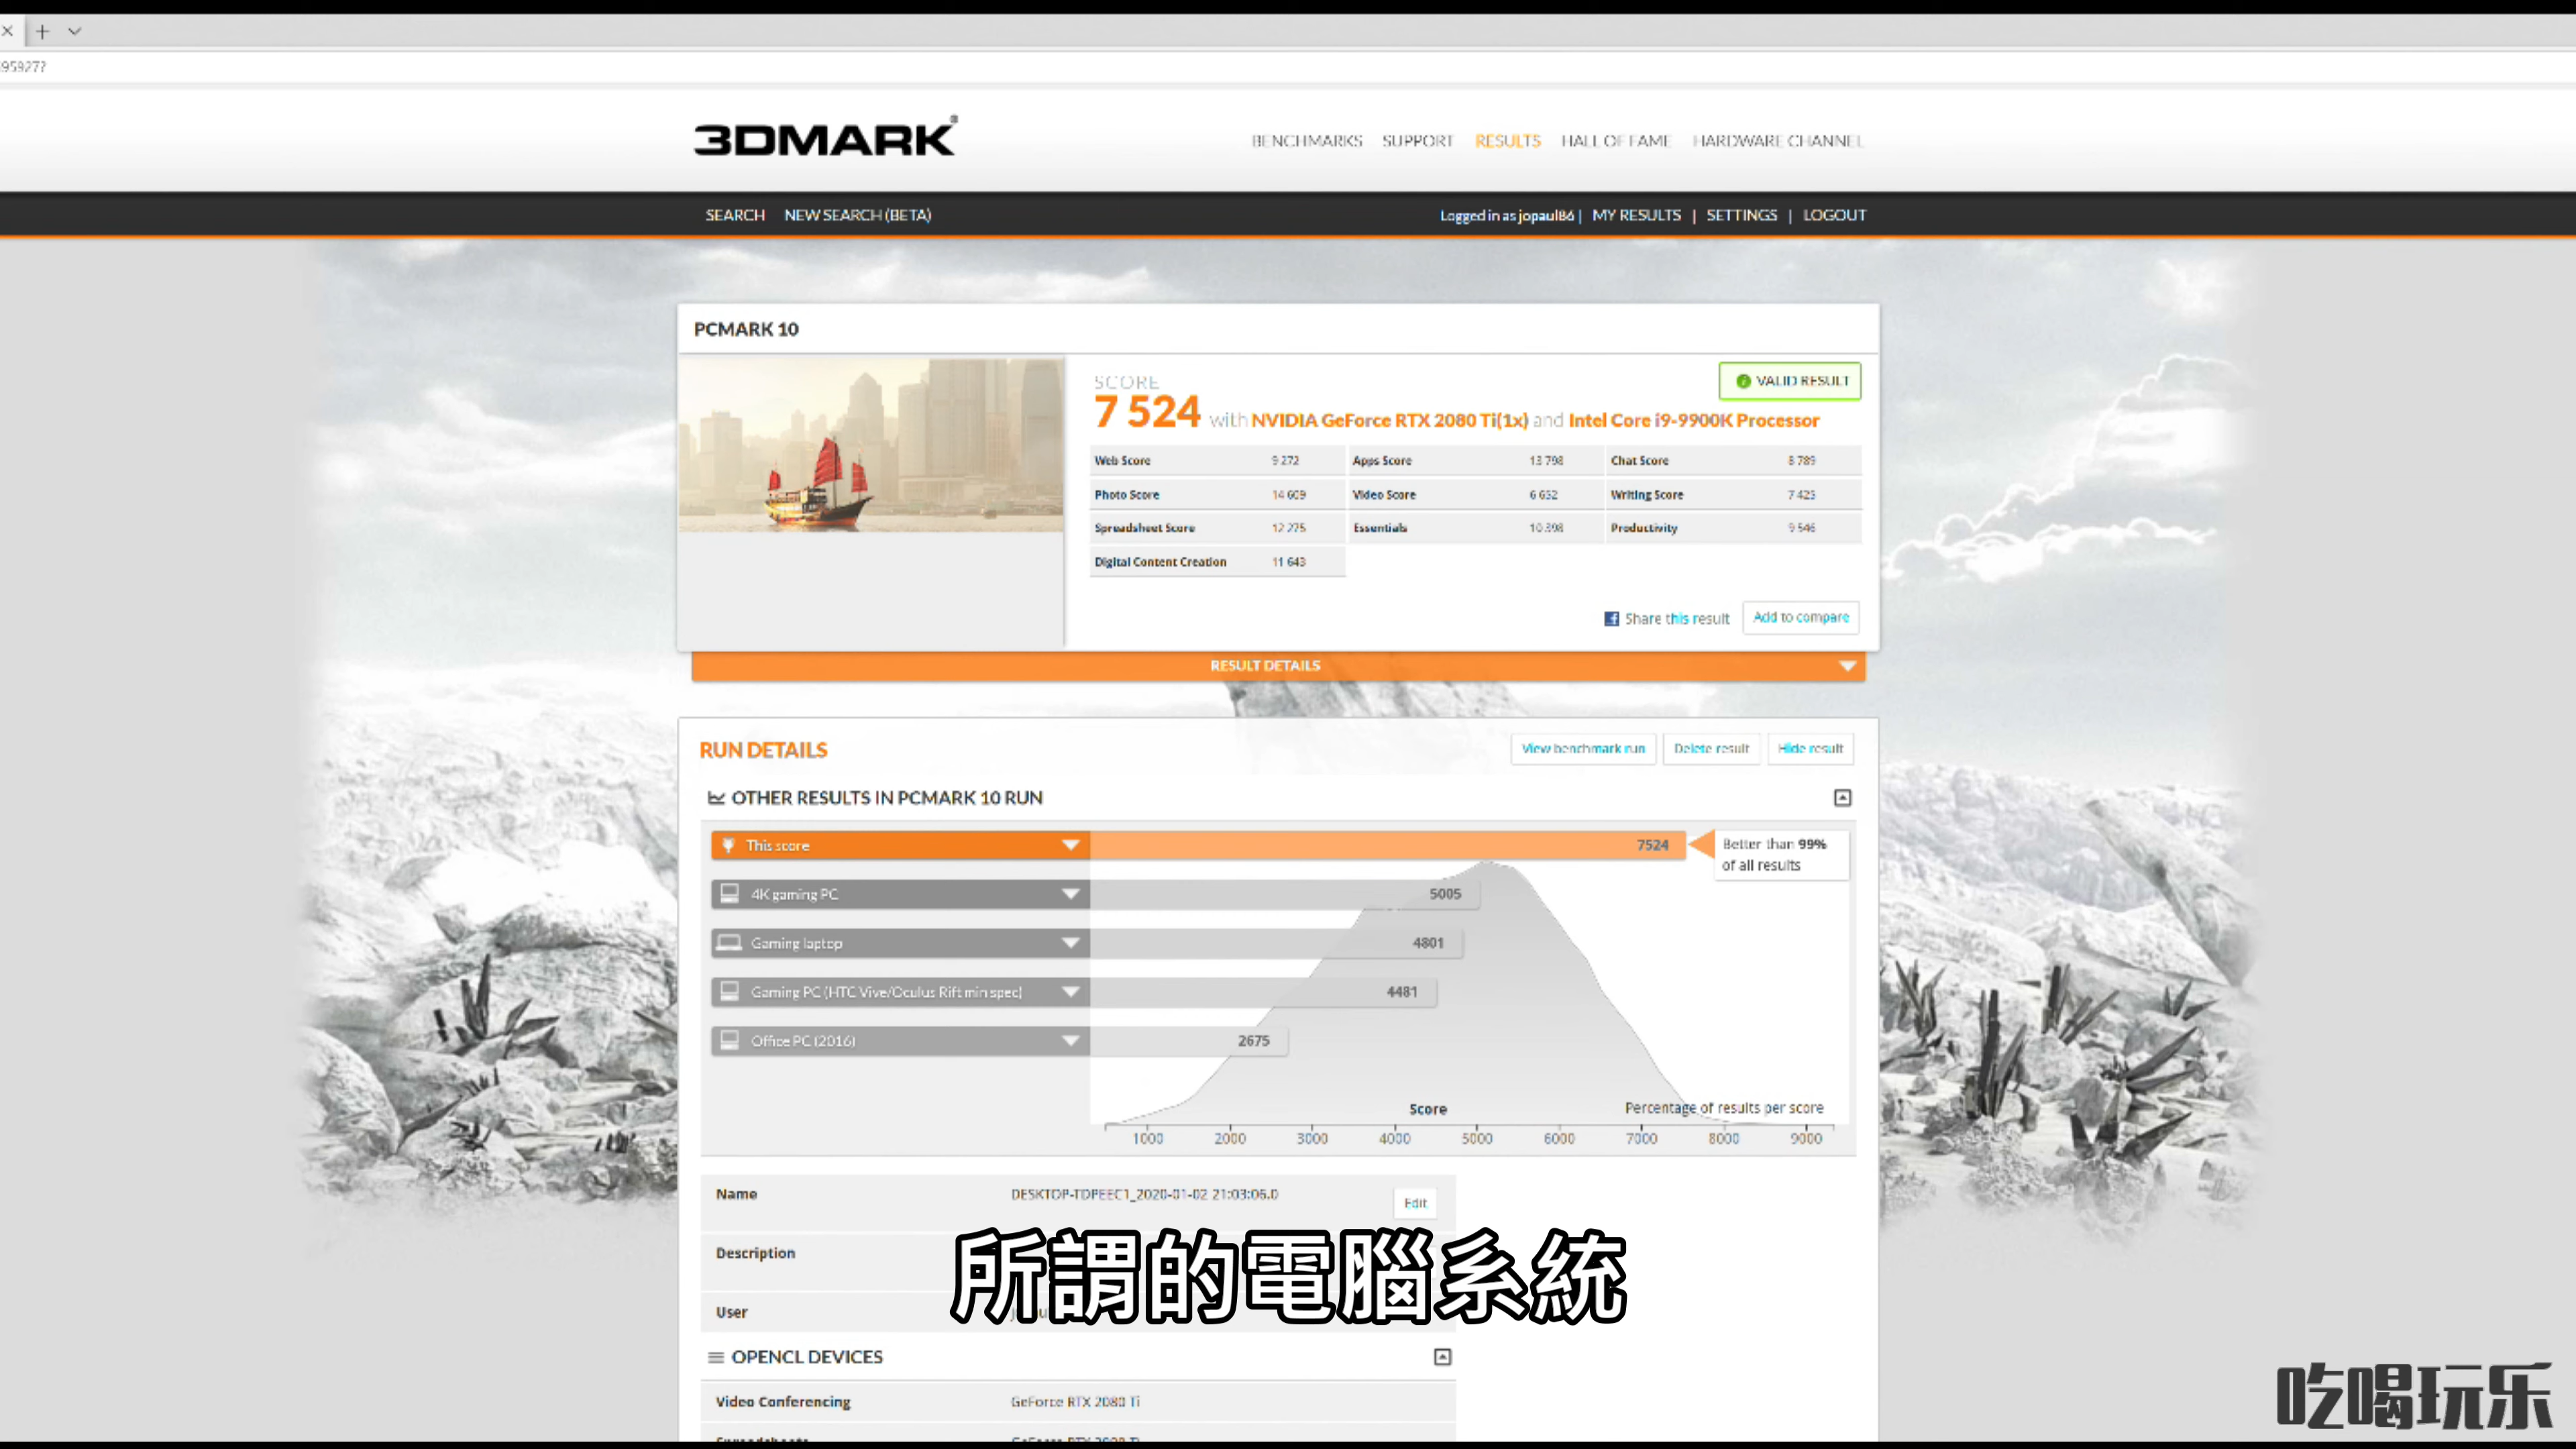 95927?
3DMARK®
BENCHMARKS SUPPORT RESULTS HALL OF FAME HARDWARE CHANNEL
SEARCH NEW SEARCH (BETA)
Logged in as jopaul86 | MY RESULTS | SETTINGS | LOGOUT
PCMARK 10
SCORE
VALID RESULT
7 524 with NVIDIA GeForce RTX 2080 Ti(1x) and Intel Core i9-9900K Processor
Web Score 9 272 Apps Score 13 798 Chat Score 8 789
Photo Score 14 609 Video Score 6 632 Writing Score 7 423
Spreadsheet Score 12 275 Essentials 10 398 Productivity 9 546
Digital Content Creation 11 643
Share this result Add to compare
RESULT DETAILS
RUN DETAILS
View benchmark run Delete result Hide result
OTHER RESULTS IN PCMARK 10 RUN
This score 7524
Better than 99%
of all results
4K gaming PC 5005
Gaming laptop 4801
Gaming PC (HTC Vive/Oculus Rift min spec) 4481
Office PC (2016) 2675
Score Percentage of results per score
1000 2000 3000 4000 5000 6000 7000 8000 9000
Name DESKTOP-TDPEEC1_2020-01-02 21:03:06.0 Edit
Description
所謂的電腦系統
User
OPENCL DEVICES
Video Conferencing GeForce RTX 2080 Ti
吃喝玩乐